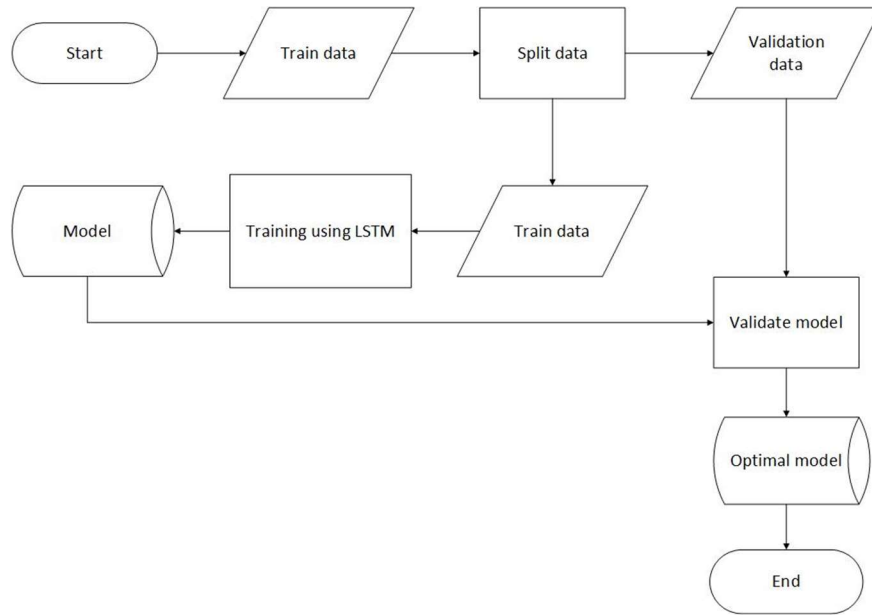 Start
Train data
Split data
Validation
data
Model
Training using LSTM
Train data
Validate model
Optimal model
End